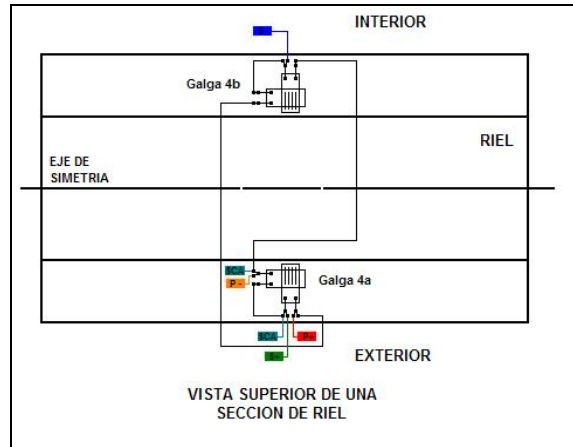 INTERIOR
Galga 4b
RIEL
EJE DE
SIMETRIA
SCA
P -
Galga 4a
SCA
P+
S+
EXTERIOR
VISTA SUPERIOR DE UNA
SECCION DE RIEL